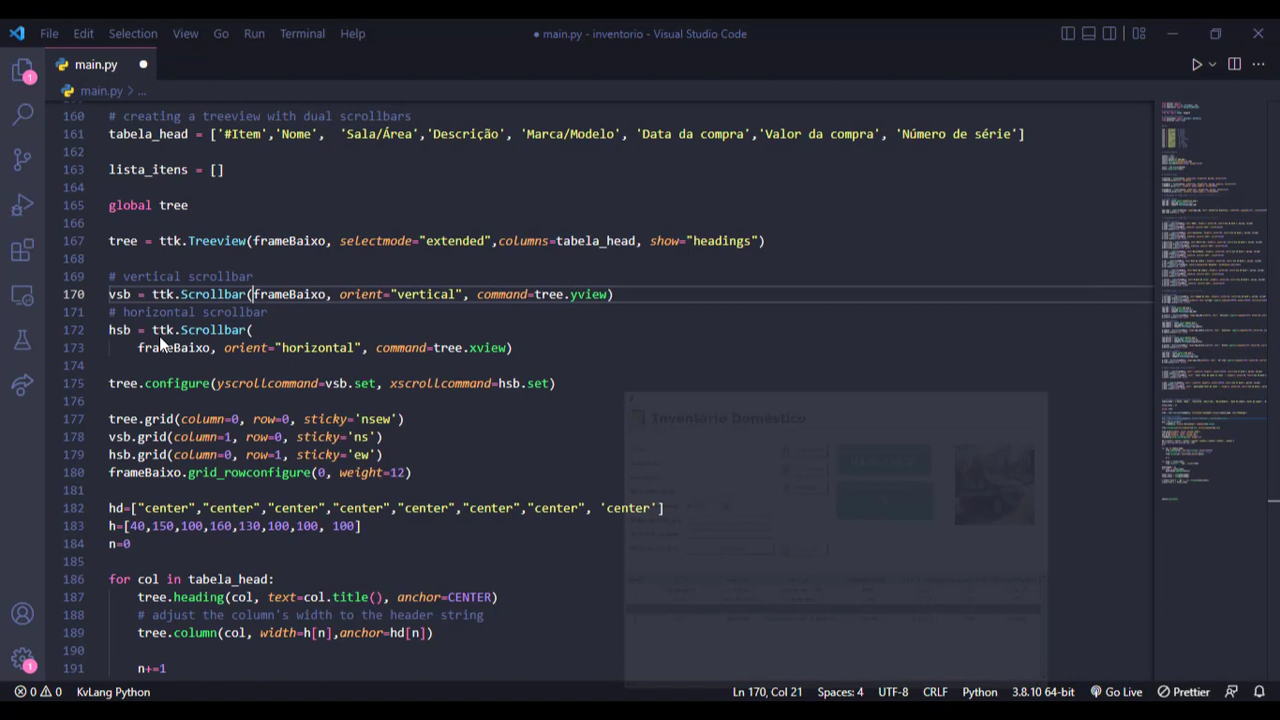 File Edit Selection View Go Run Terminal Help
● main.py - inventorio - Visual Studio Code
main.py
main.py > ...
160 # creating a treeview with dual scrollbars
161 tabela_head = ['#Item','Nome',  'Sala/Área','Descrição', 'Marca/Modelo', 'Data da compra','Valor da compra', 'Número de série']
162
163 lista_itens = []
164
165 global tree
166
167 tree = ttk.Treeview(frameBaixo, selectmode="extended",columns=tabela_head, show="headings")
168
169 # vertical scrollbar
170 vsb = ttk.Scrollbar(frameBaixo, orient="vertical", command=tree.yview)
171 # horizontal scrollbar
172 hsb = ttk.Scrollbar(
173     frameBaixo, orient="horizontal", command=tree.xview)
174
175 tree.configure(yscrollcommand=vsb.set, xscrollcommand=hsb.set)
176
177 tree.grid(column=0, row=0, sticky='nsew')
178 vsb.grid(column=1, row=0, sticky='ns')
179 hsb.grid(column=0, row=1, sticky='ew')
180 frameBaixo.grid_rowconfigure(0, weight=12)
181
182 hd=["center","center","center","center","center","center","center", 'center']
183 h=[40,150,100,160,130,100,100, 100]
184 n=0
185
186 for col in tabela_head:
187     tree.heading(col, text=col.title(), anchor=CENTER)
188     # adjust the column's width to the header string
189     tree.column(col, width=h[n],anchor=hd[n])
190
191     n+=1
Inventário Doméstico
1
1
0 0 KvLang Python
Ln 170, Col 21 Spaces: 4 UTF-8 CRLF Python 3.8.10 64-bit Go Live Prettier